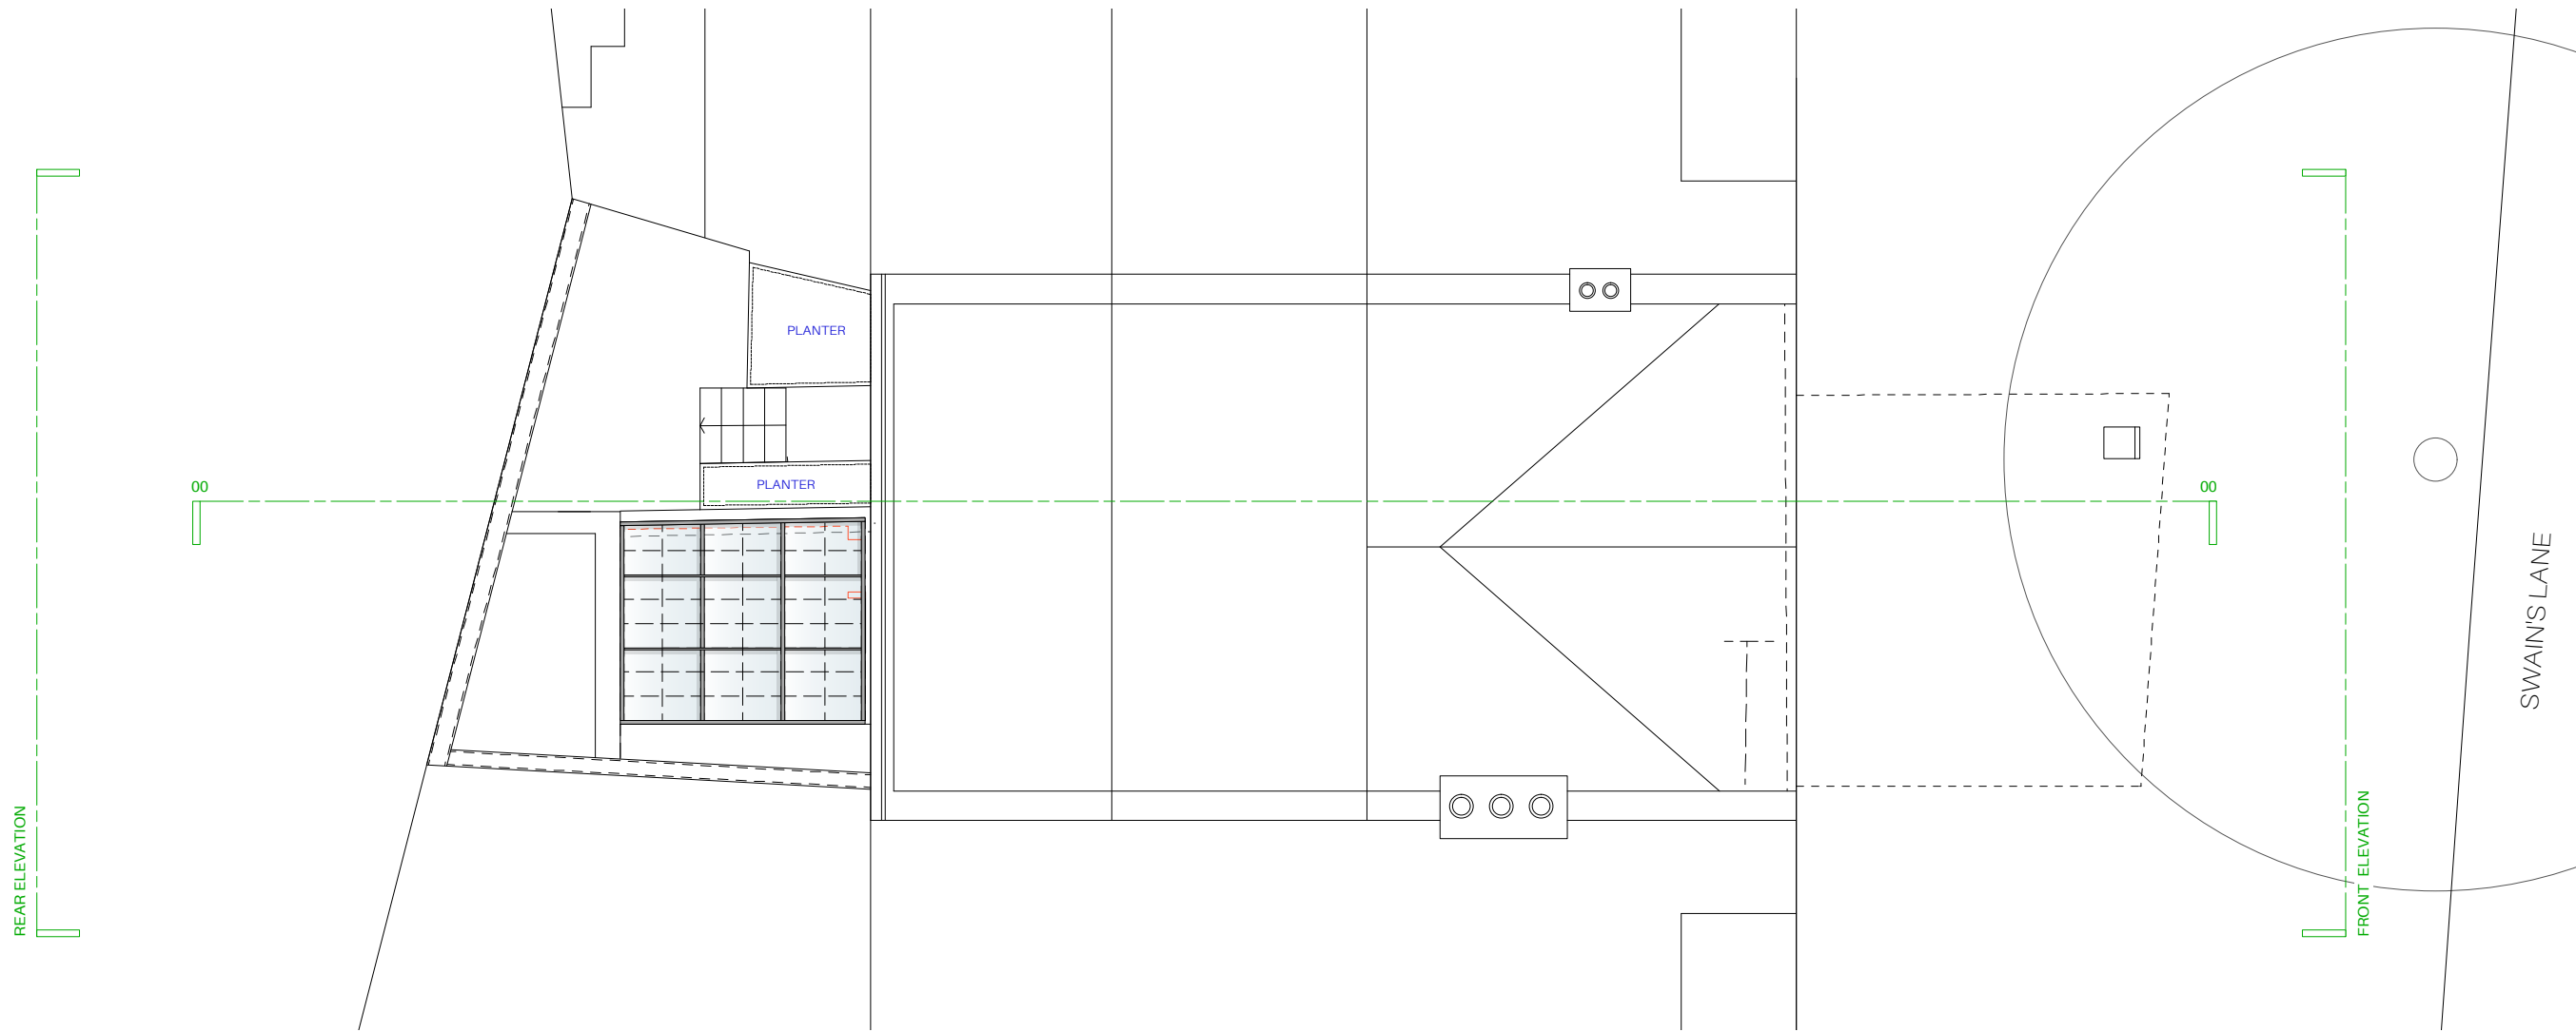 PLANTER
PLANTER
00
00
REAR ELEVATION
FRONT ELEVATION
SWAIN'S LANE